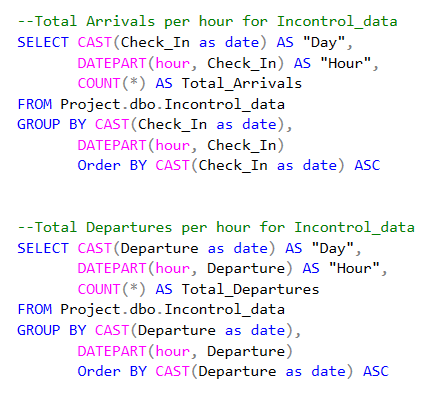 --Total Arrivals per hour for Incontrol_data
SELECT CAST(Check_In as date) AS "Day",
DATEPART(hour, Check_In) AS "Hour",
COUNT(*) AS Total_Arrivals
FROM Project.dbo.Incontrol_data
GROUP BY CAST(Check_In as date),
DATEPART(hour, Check_In)
Order BY CAST(Check_In as date) ASC
--Total Departures per hour for Incontrol_data
SELECT CAST(Departure as date) AS "Day",
DATEPART(hour, Departure) AS "Hour",
COUNT(*) AS Total_Departures
FROM Project.dbo.Incontrol_data
GROUP BY CAST(Departure as date),
DATEPART(hour, Departure)
Order BY CAST(Departure as date) ASC